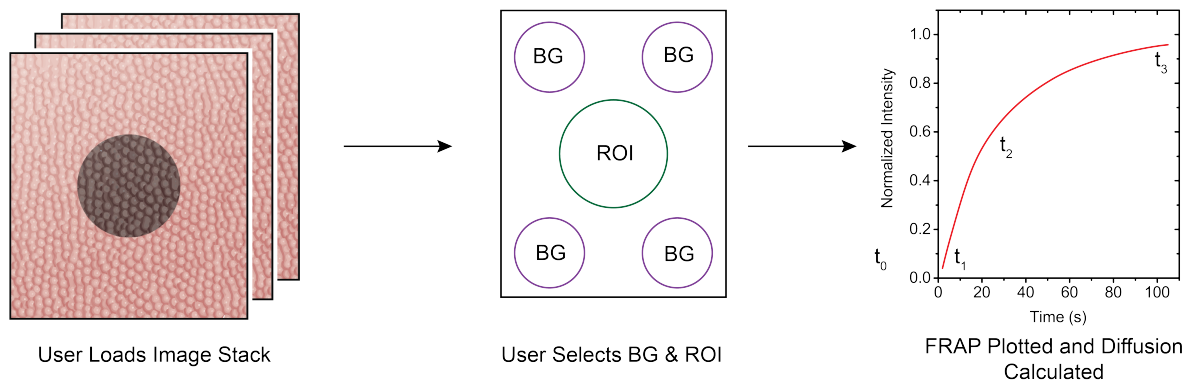 BG
BG
ROI
BG
BG
Normalized Intensity
1.0
0.8
0.6
0.4
0.2
0.0
t0
t1
t2
t3
0
20
40
60
80
100
Time (s)
User Loads Image Stack
User Selects BG & ROI
FRAP Plotted and Diffusion
Calculated